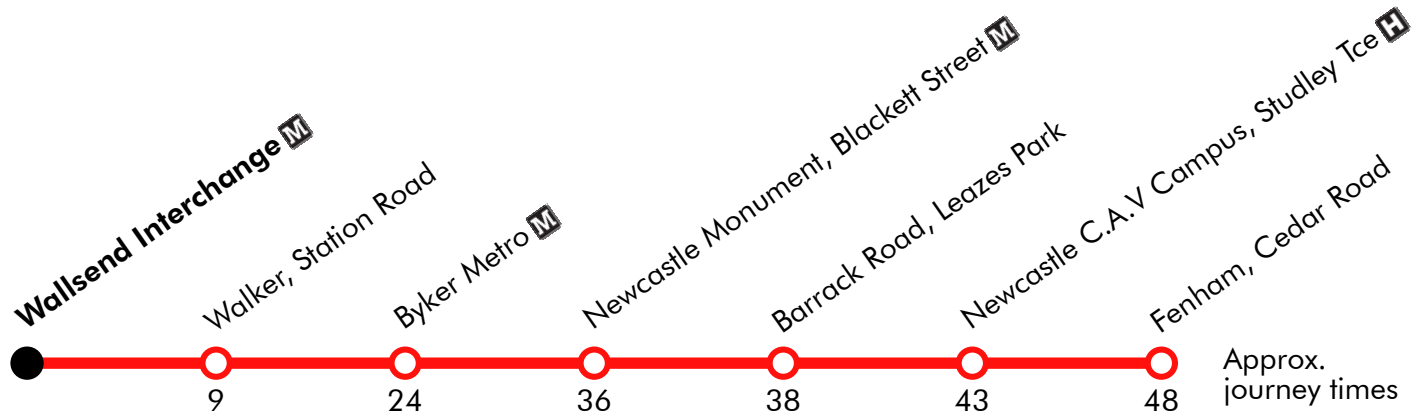 Wallsend Interchange M
Walker, Station Road
Byker Metro M
Newcastle Monument, Blackett Street M
Barrack Road, Leazes Park
Newcastle C.A.V Campus, Studley Tce H
Fenham, Cedar Road
9 24 36 38 43 48
Approx.
journey times